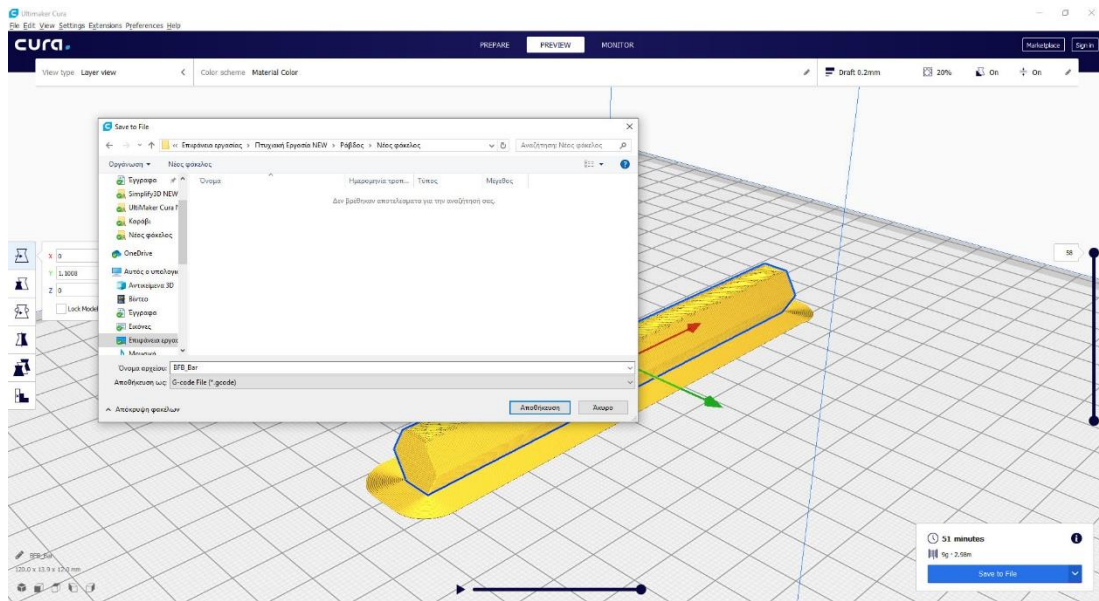 Ultimaker Cura
File Edit View Settings Extensions Preferences Help
cura. PREPARE PREVIEW MONITOR Marketplace Sign in
View type Layer view Color scheme Material Color Draft 0.2mm 20% On On
Save to File
« Επιφάνεια εργασίας › Πτυχιακή Εργασία NEW › Ράβδος › Νέος φάκελος Αναζήτηση: Νέος φάκελος
Οργάνωση Νέος φάκελος
Έγγραφα Όνομα Ημερομηνία τροπ... Τύπος Μέγεθος
Simplify3D NEW Δεν βρέθηκαν αποτελέσματα για την αναζήτησή σας.
UltiMaker Cura
Καράβι
Νέος φάκελος
OneDrive
Αυτός ο υπολογι
Αντικείμενα 3D
Βίντεο
Έγγραφα
Εικόνες
Επιφάνεια εργασ
Μουσική
X 0
Y 1,1008
Z 0
Lock Model
58
Όνομα αρχείου: BFB_Bar
Αποθήκευση ως: G-code File (*.gcode)
Απόκρυψη φακέλων Αποθήκευση Άκυρο
BFB_Bar
120.0 x 13.9 x 12.0 mm
51 minutes
9g · 2.98m
Save to File